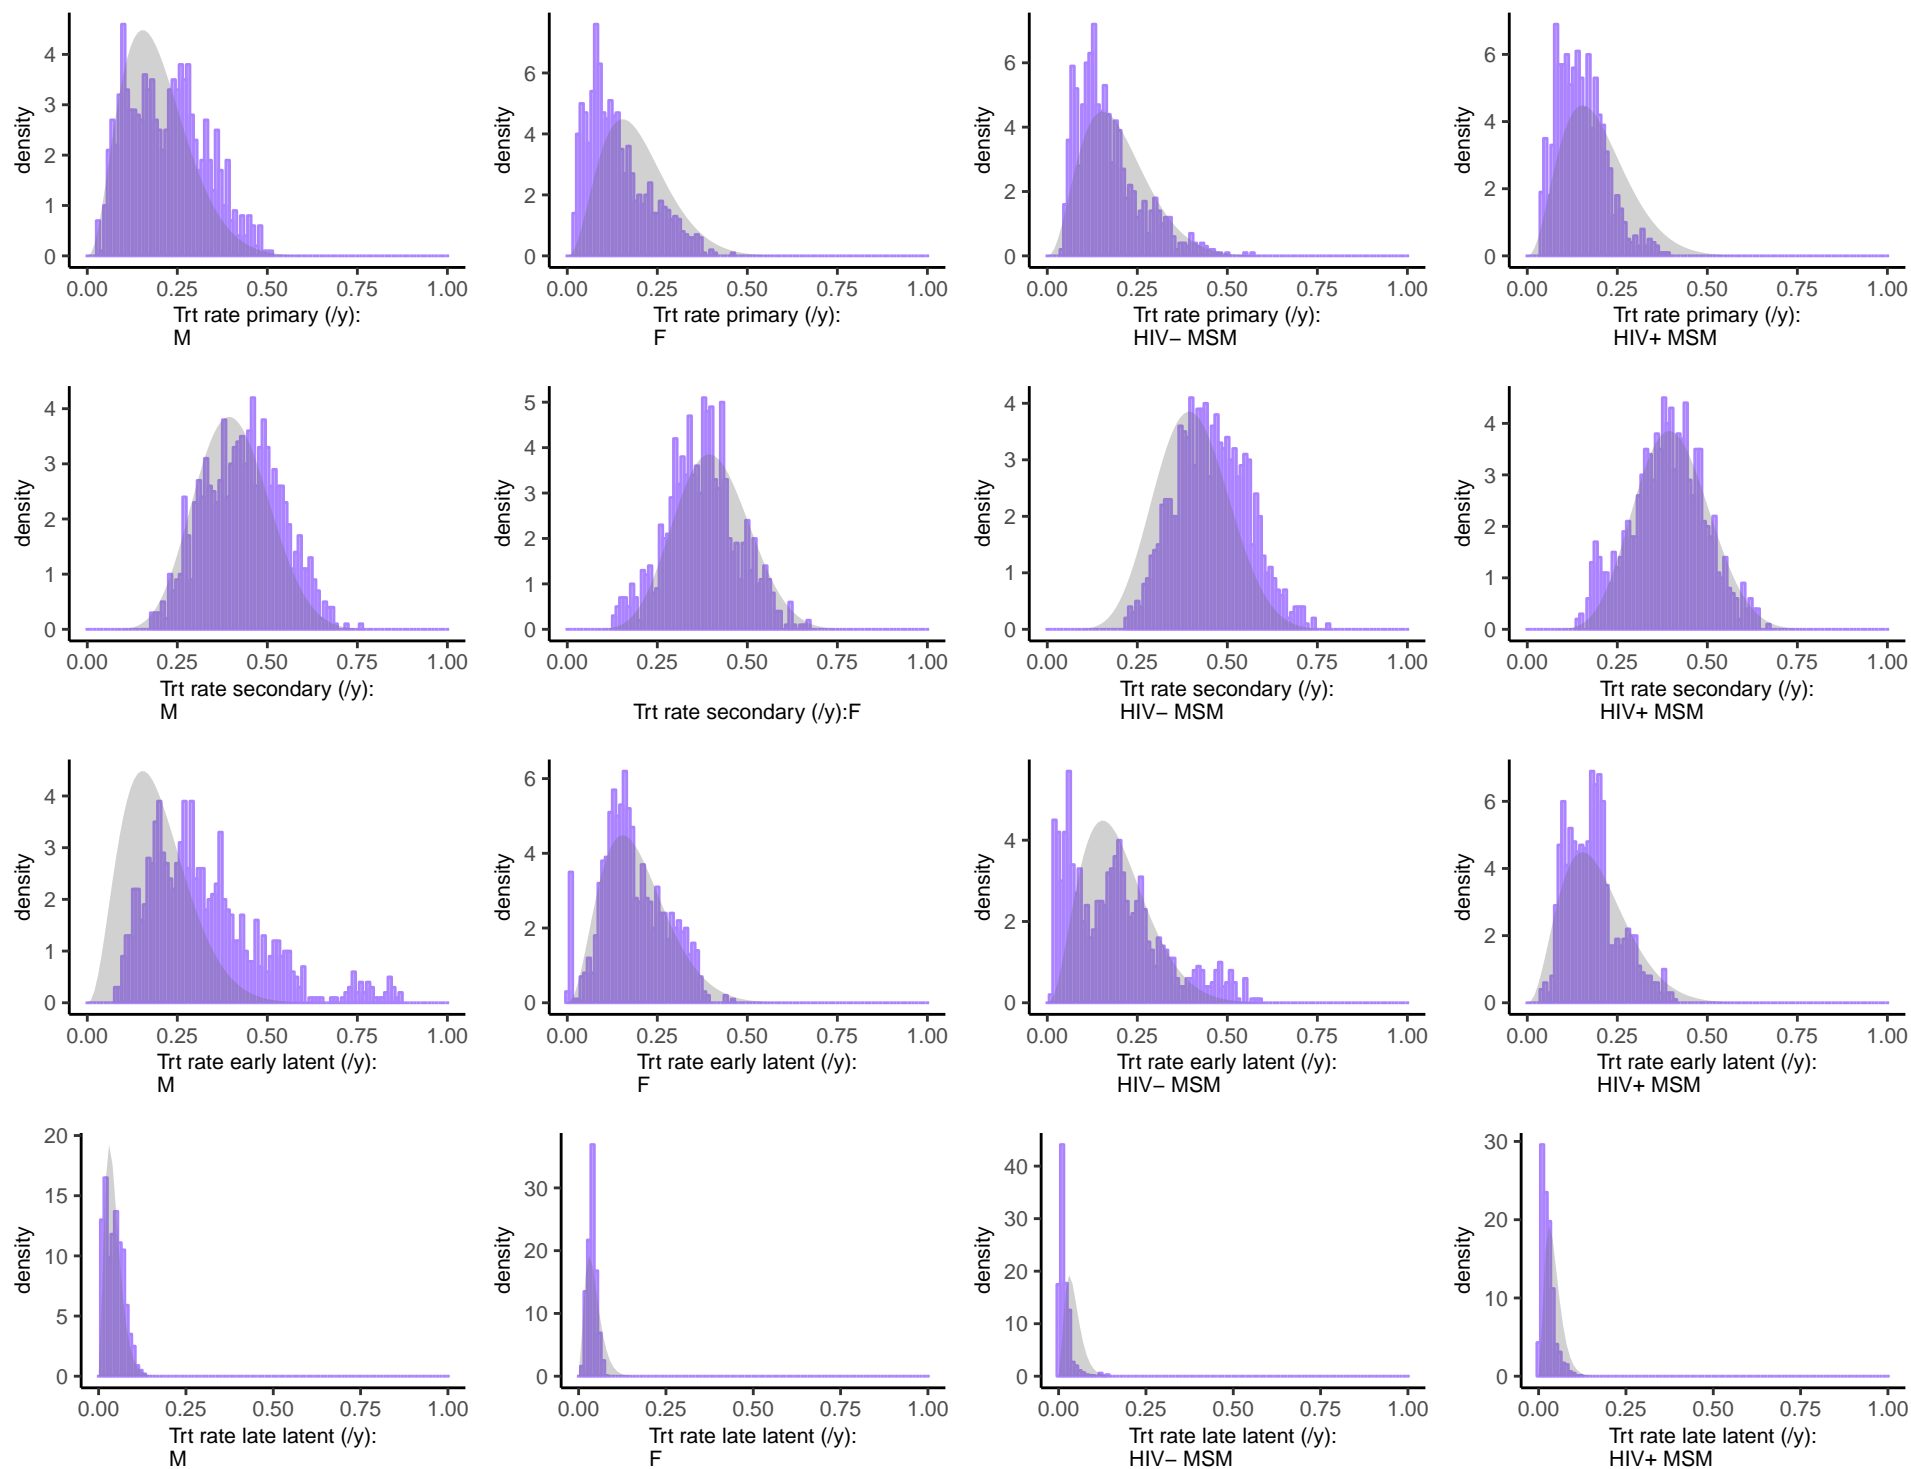 density
4
3
2
1
0
0.00 0.25 0.50 0.75 1.00
Trt rate primary (/y):
M
density
6
4
2
0
0.00 0.25 0.50 0.75 1.00
Trt rate primary (/y):
F
density
6
4
2
0
0.00 0.25 0.50 0.75 1.00
Trt rate primary (/y):
HIV− MSM
density
6
4
2
0
0.00 0.25 0.50 0.75 1.00
Trt rate primary (/y):
HIV+ MSM
density
4
3
2
1
0
0.00 0.25 0.50 0.75 1.00
Trt rate secondary (/y):
M
density
5
4
3
2
1
0
0.00 0.25 0.50 0.75 1.00
Trt rate secondary (/y):F
density
4
3
2
1
0
0.00 0.25 0.50 0.75 1.00
Trt rate secondary (/y):
HIV− MSM
density
4
3
2
1
0
0.00 0.25 0.50 0.75 1.00
Trt rate secondary (/y):
HIV+ MSM
density
4
3
2
1
0
0.00 0.25 0.50 0.75 1.00
Trt rate early latent (/y):
M
density
6
4
2
0
0.00 0.25 0.50 0.75 1.00
Trt rate early latent (/y):
F
density
4
2
0
0.00 0.25 0.50 0.75 1.00
Trt rate early latent (/y):
HIV− MSM
density
6
4
2
0
0.00 0.25 0.50 0.75 1.00
Trt rate early latent (/y):
HIV+ MSM
density
20
15
10
5
0
0.00 0.25 0.50 0.75 1.00
Trt rate late latent (/y):
M
density
30
20
10
0
0.00 0.25 0.50 0.75 1.00
Trt rate late latent (/y):
F
density
40
30
20
10
0
0.00 0.25 0.50 0.75 1.00
Trt rate late latent (/y):
HIV− MSM
density
30
20
10
0
0.00 0.25 0.50 0.75 1.00
Trt rate late latent (/y):
HIV+ MSM